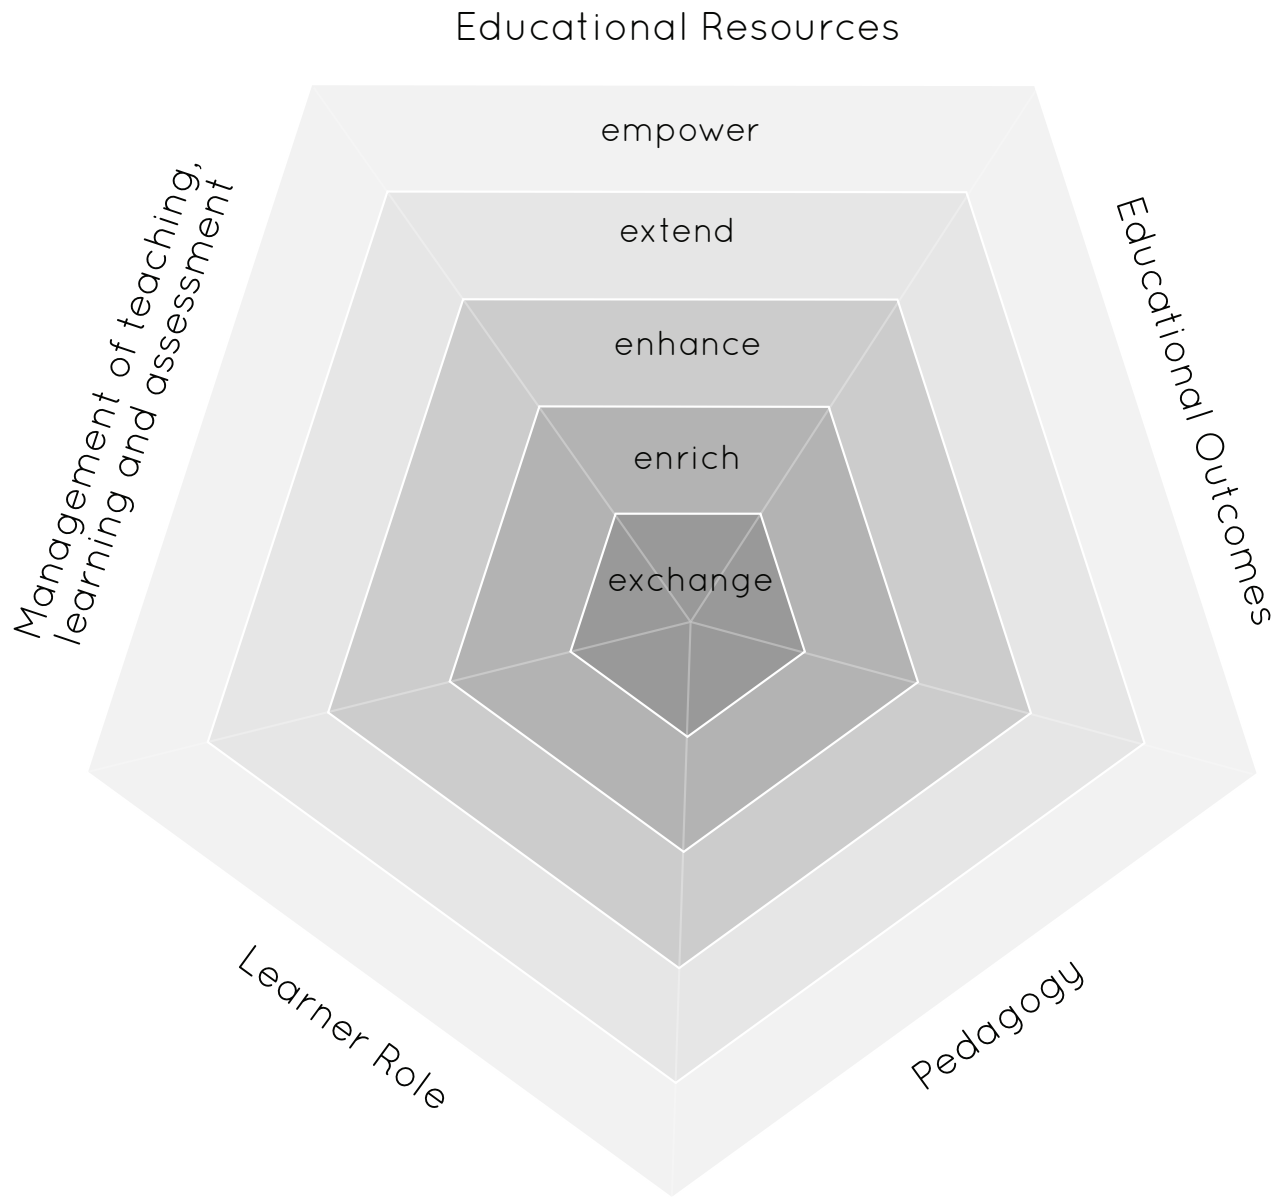 Educational Resources
empower
extend
enhance
enrich
exchange
Management of teaching,
learning and assessment
Educational Outcomes
Learner Role
Pedagogy